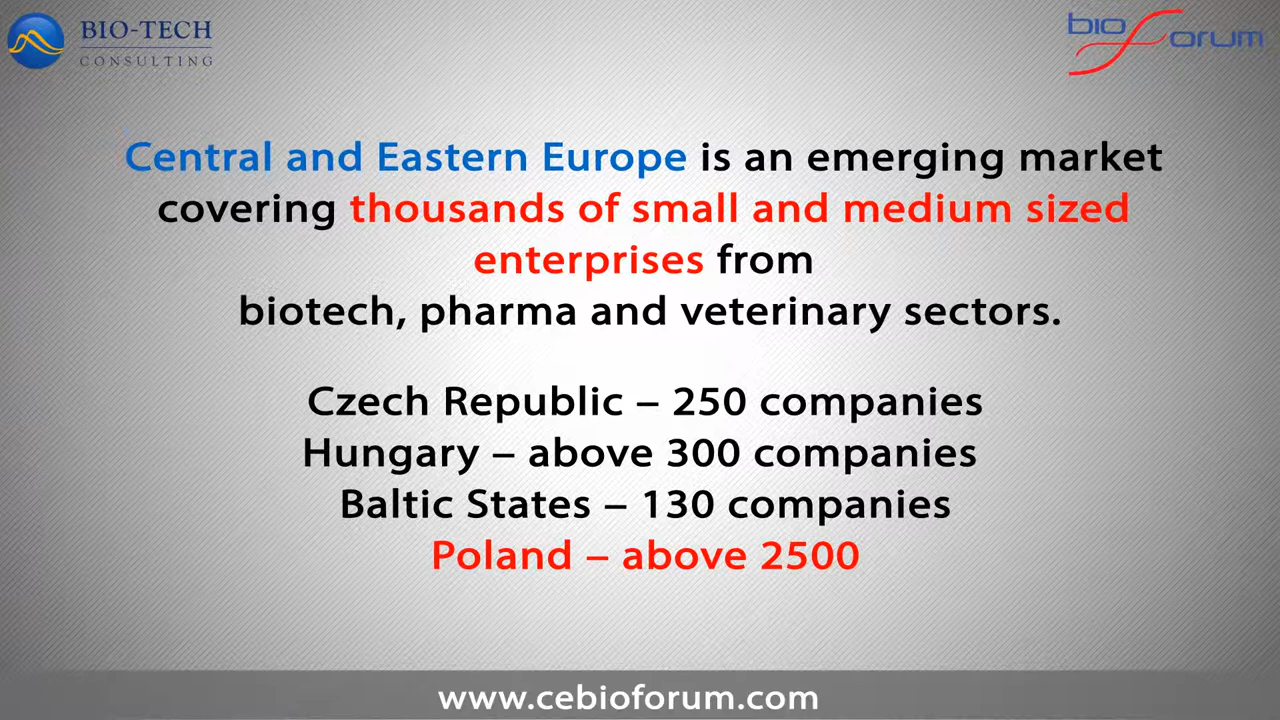 BIO-TECH
CONSULTING
bioforum
Central and Eastern Europe is an emerging market
covering thousands of small and medium sized
enterprises from
biotech, pharma and veterinary sectors.
Czech Republic – 250 companies
Hungary – above 300 companies
Baltic States – 130 companies
Poland – above 2500
www.cebioforum.com